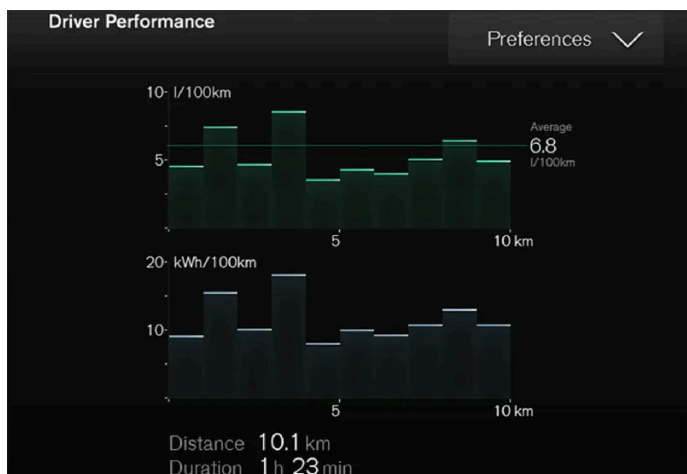 Driver Performance
Preferences
10 l/100km
Average
6.8
l/100km
5
5
10 km
20 kWh/100km
10
5
10 km
Distance 10.1 km
Duration 1 h 23 min